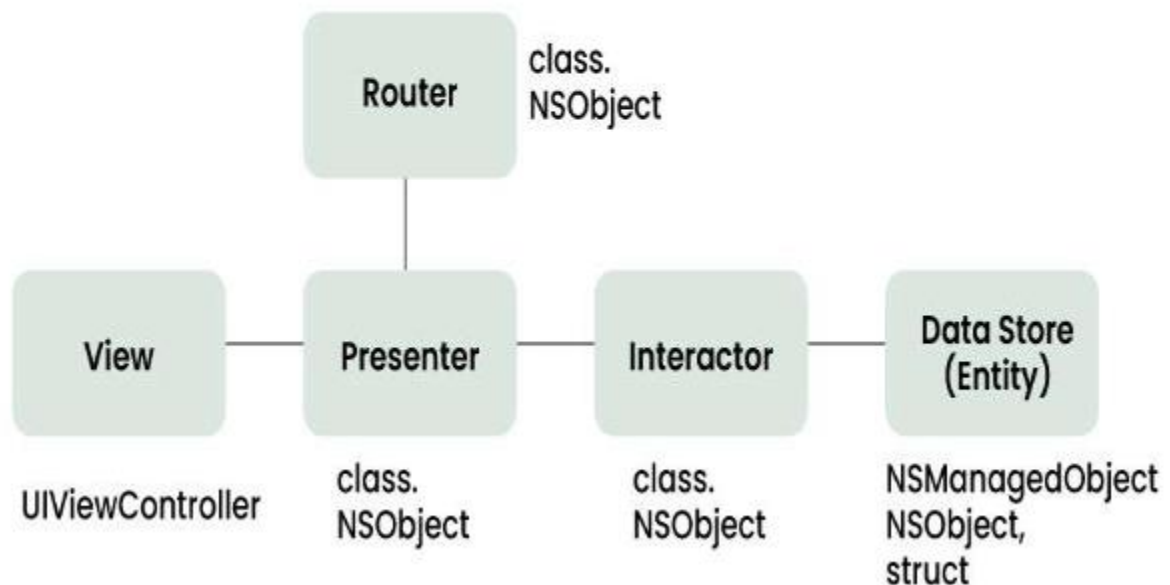 Router
class.
NSObject
View
Presenter
Interactor
Data Store
(Entity)
UIViewController
class.
NSObject
class.
NSObject
NSManagedObject
NSObject,
struct